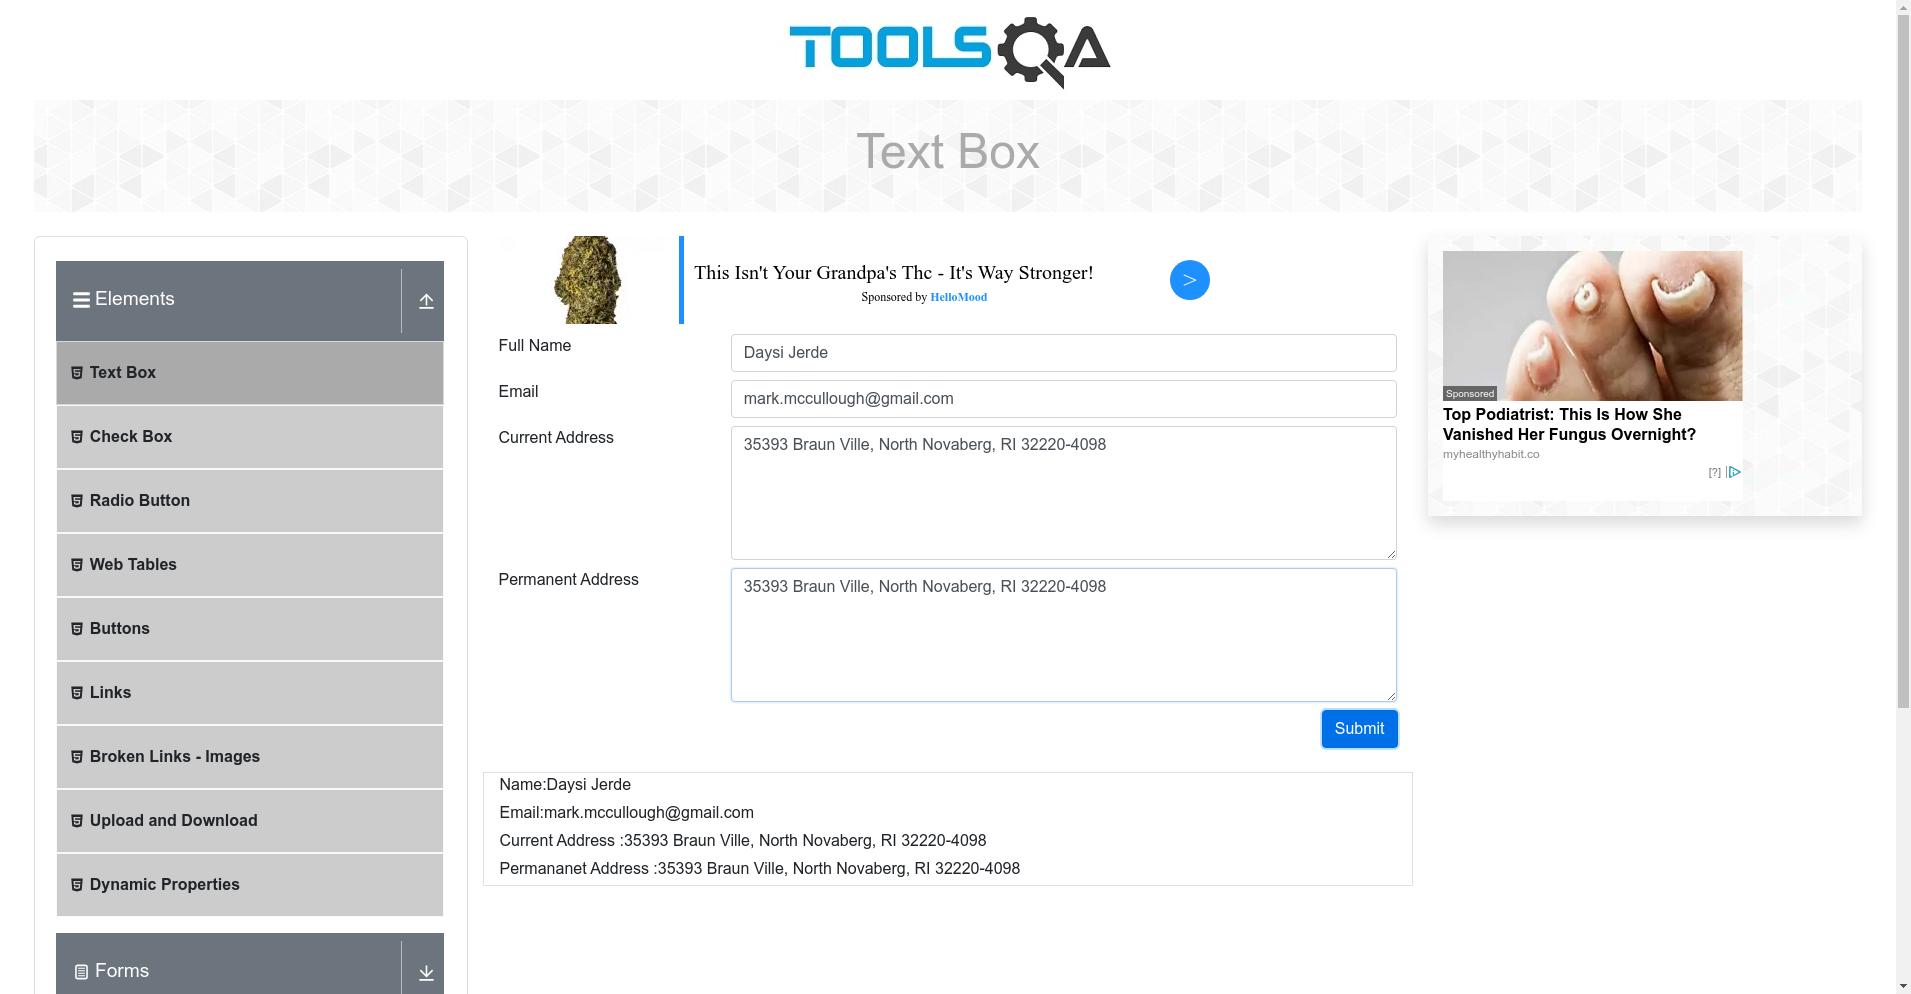 TOOLSQA
Text Box
Elements
Text Box
Check Box
Radio Button
Web Tables
Buttons
Links
Broken Links - Images
Upload and Download
Dynamic Properties
Forms
This Isn't Your Grandpa's Thc - It's Way Stronger!
Sponsored by HelloMood
>
Full Name
Daysi Jerde
Email
mark.mccullough@gmail.com
Current Address
35393 Braun Ville, North Novaberg, RI 32220-4098
Permanent Address
35393 Braun Ville, North Novaberg, RI 32220-4098
Submit
Name:Daysi Jerde
Email:mark.mccullough@gmail.com
Current Address :35393 Braun Ville, North Novaberg, RI 32220-4098
Permananet Address :35393 Braun Ville, North Novaberg, RI 32220-4098
Sponsored
Top Podiatrist: This Is How She
Vanished Her Fungus Overnight?
myhealthyhabit.co
[?]